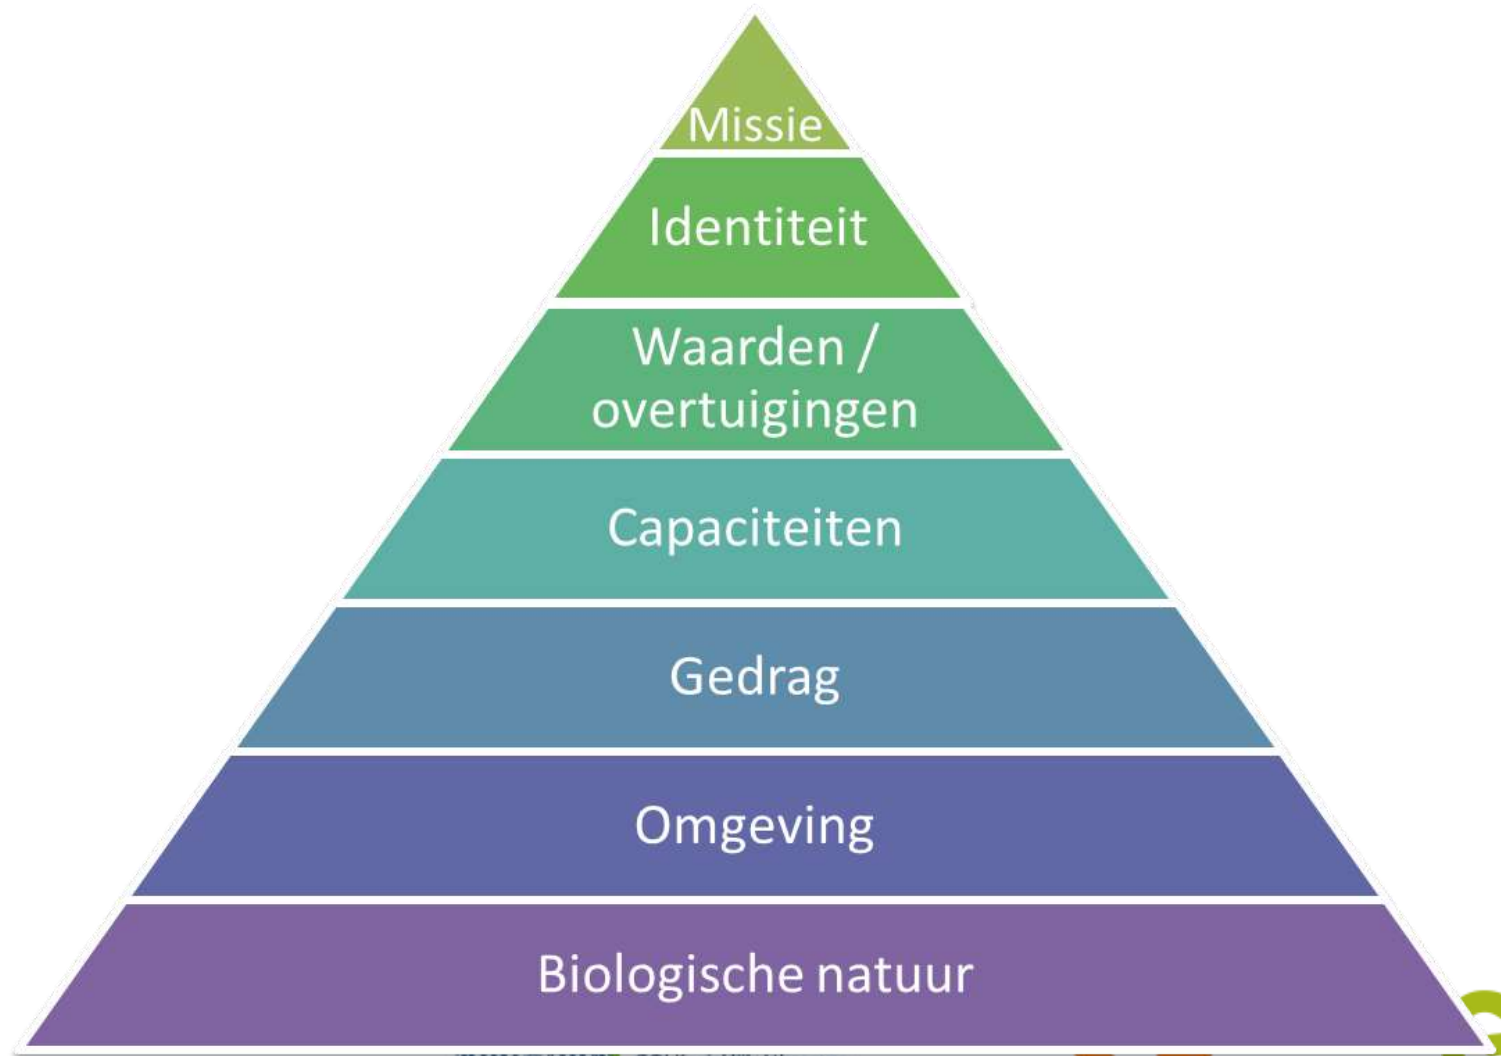 Missie
Identiteit
Waarden /
overtuigingen
Capaciteiten
Gedrag
Omgeving
Biologische natuur